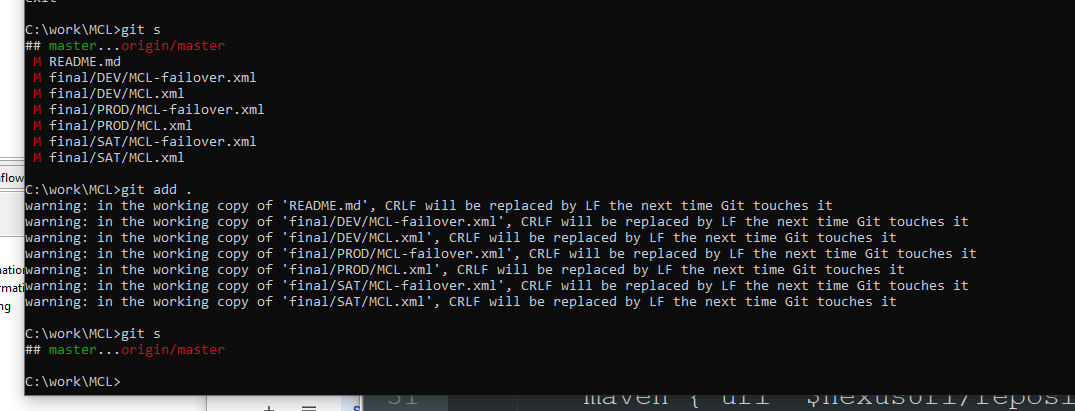 exit
C:\work\MCL>git s
## master...origin/master
M README.md
M final/DEV/MCL-failover.xml
M final/DEV/MCL.xml
M final/PROD/MCL-failover.xml
M final/PROD/MCL.xml
M final/SAT/MCL-failover.xml
M final/SAT/MCL.xml
C:\work\MCL>git add .
warning: in the working copy of 'README.md', CRLF will be replaced by LF the next time Git touches it
warning: in the working copy of 'final/DEV/MCL-failover.xml', CRLF will be replaced by LF the next time Git touches it
warning: in the working copy of 'final/DEV/MCL.xml', CRLF will be replaced by LF the next time Git touches it
warning: in the working copy of 'final/PROD/MCL-failover.xml', CRLF will be replaced by LF the next time Git touches it
warning: in the working copy of 'final/PROD/MCL.xml', CRLF will be replaced by LF the next time Git touches it
warning: in the working copy of 'final/SAT/MCL-failover.xml', CRLF will be replaced by LF the next time Git touches it
warning: in the working copy of 'final/SAT/MCL.xml', CRLF will be replaced by LF the next time Git touches it
C:\work\MCL>git s
## master...origin/master
C:\work\MCL>